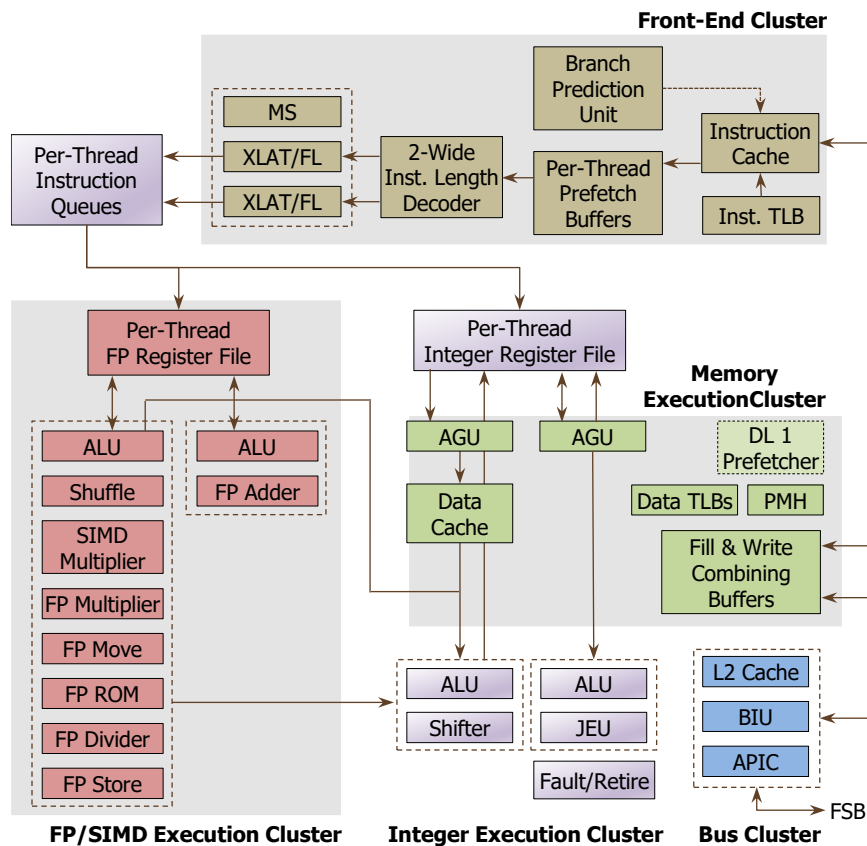 Front-End Cluster
Branch
Prediction
Unit
MS
Instruction
Cache
Per-Thread
Instruction
Queues
XLAT/FL
2-Wide
Inst. Length
Decoder
Per-Thread
Prefetch
Buffers
XLAT/FL
Inst. TLB
Per-Thread
FP Register File
Per-Thread
Integer Register File
Memory
ExecutionCluster
ALU
ALU
AGU
AGU
DL 1
Prefetcher
Shuffle
FP Adder
Data
Cache
Data TLBs
PMH
SIMD
Multiplier
Fill & Write
Combining
Buffers
FP Multiplier
FP Move
FP ROM
FP Divider
FP Store
ALU
Shifter
ALU
JEU
Fault/Retire
L2 Cache
BIU
APIC
FSB
FP/SIMD Execution Cluster
Integer Execution Cluster
Bus Cluster